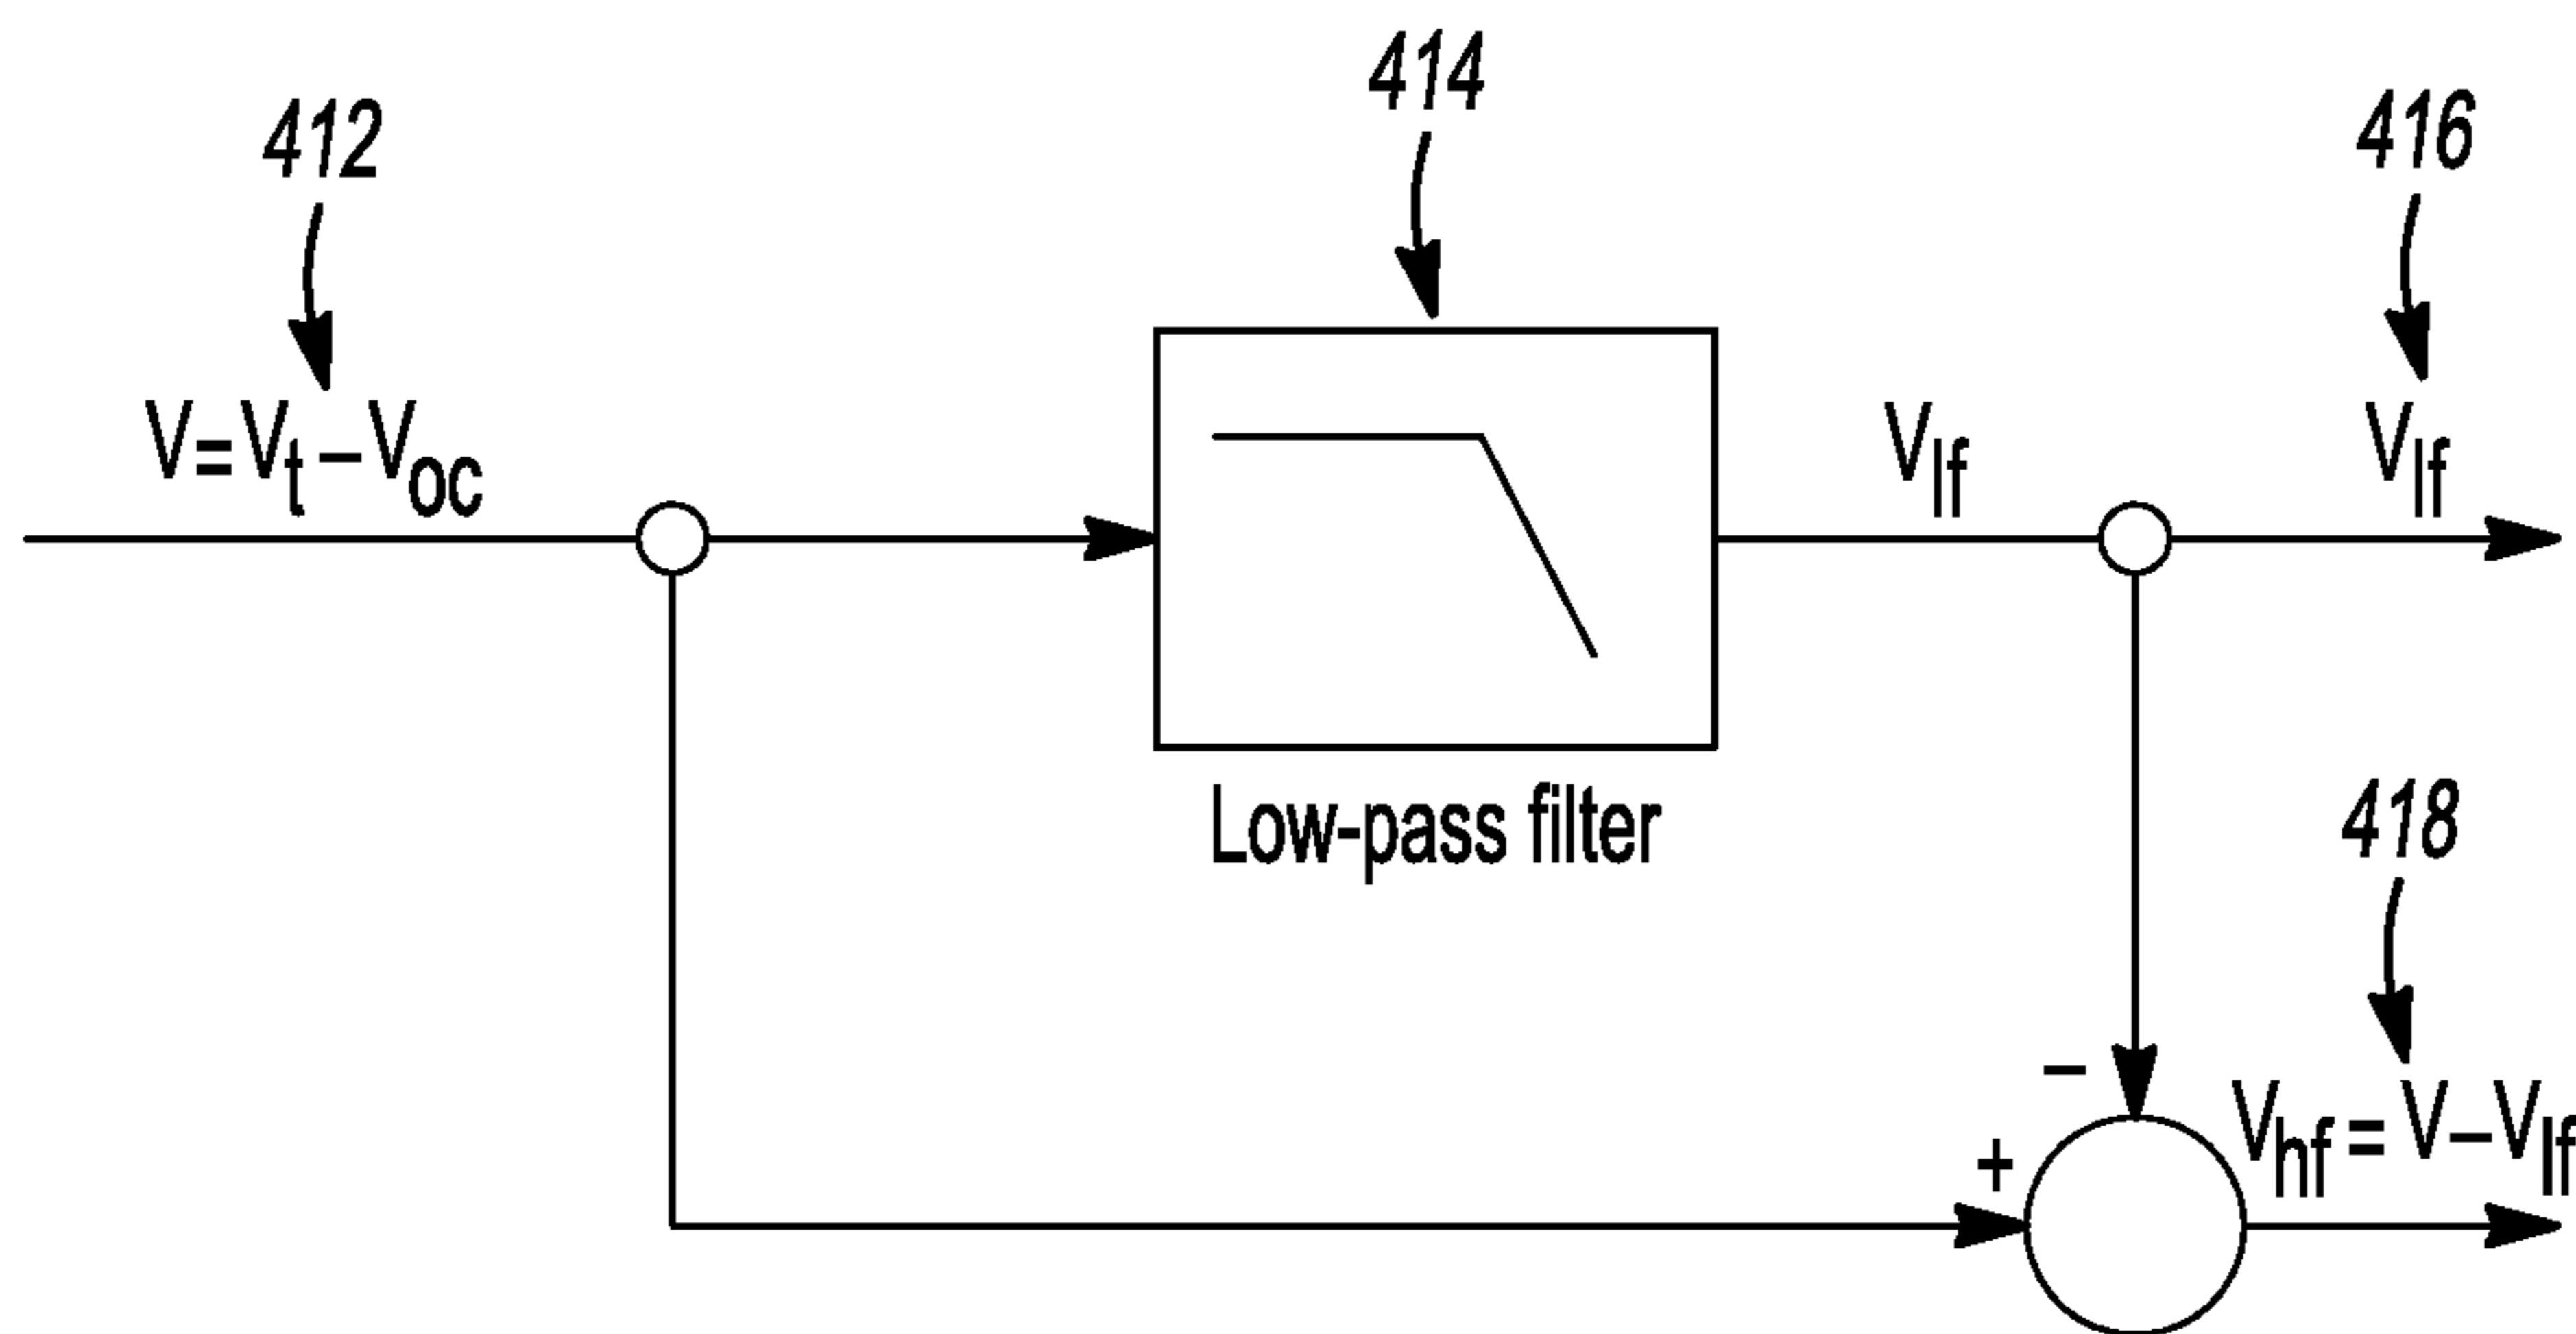 414
412
416
V=Vt–Voc
Vlf
Vlf
Low-pass filter
418
–
+
Vhf = V–Vlf